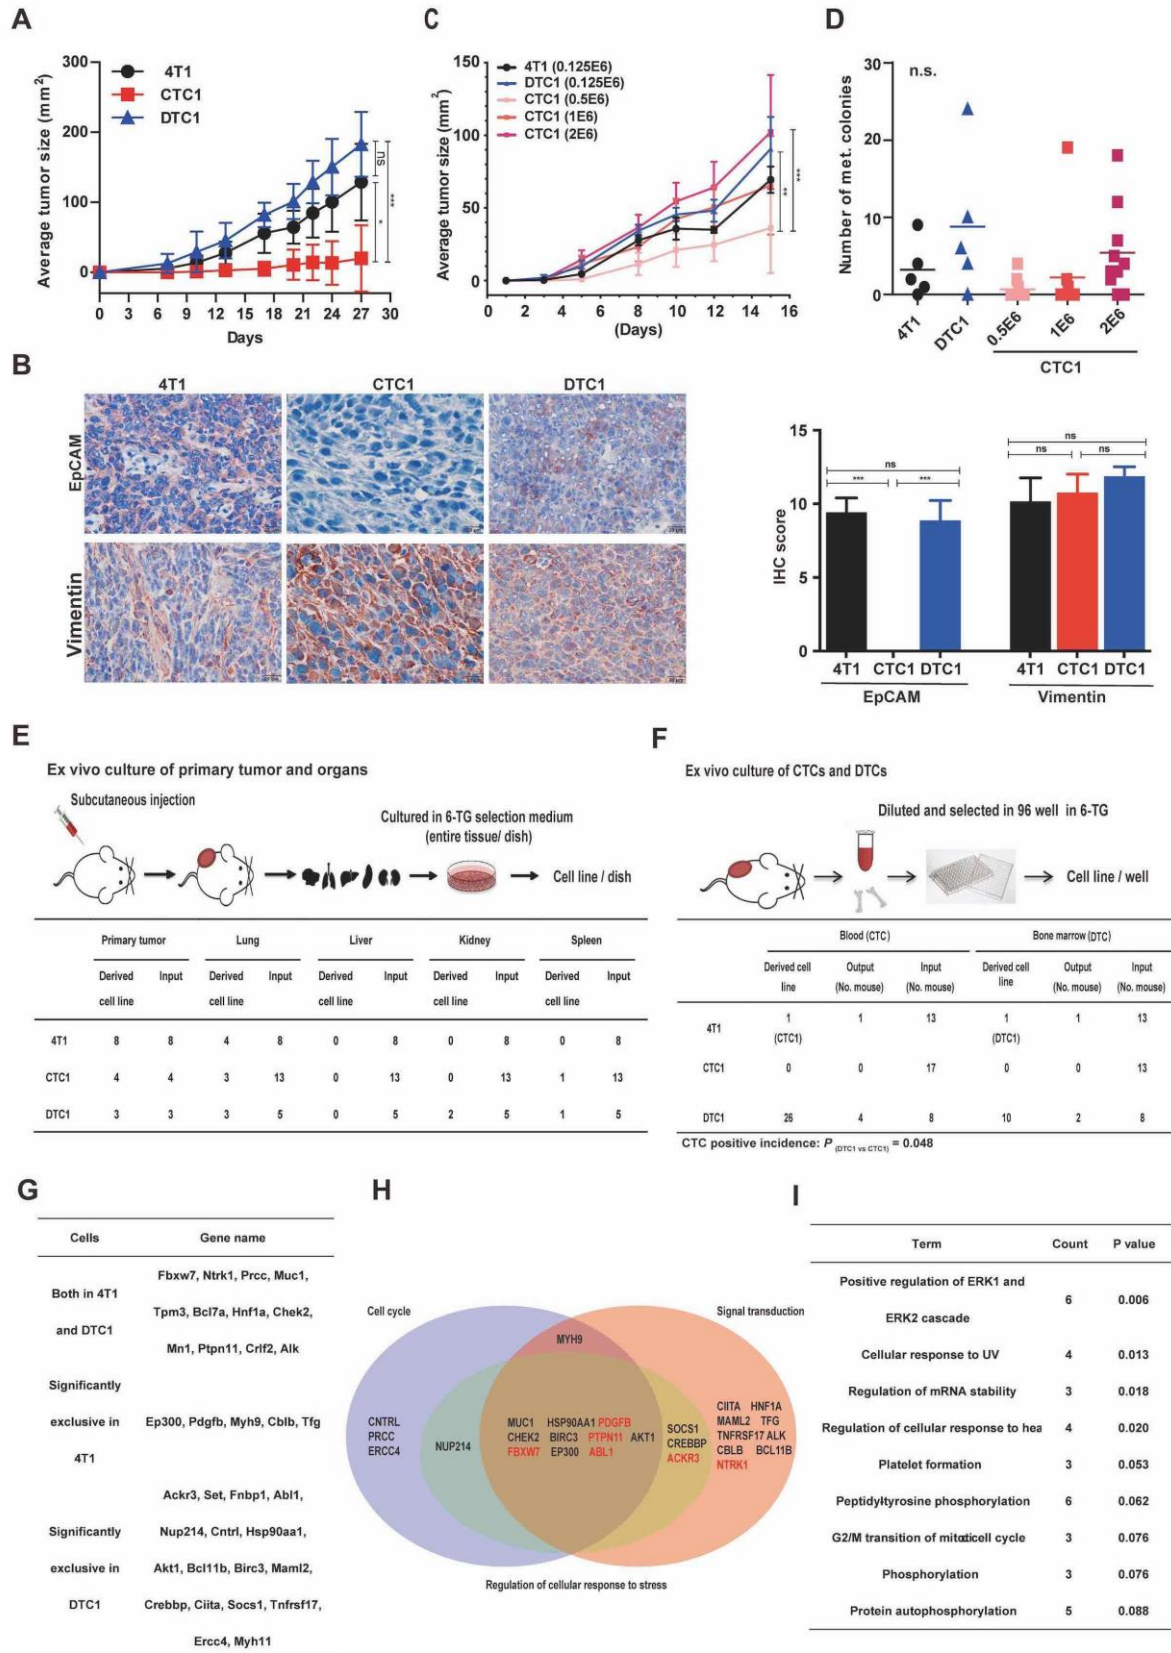 A
Average tumor size (mm²)
300
200
100
0
4T1
CTC1
DTC1
ns
*
***
0 3 6 9 12 15 18 21 24 27 30
Days
C
Average tumor size (mm²)
150
100
50
0
4T1 (0.125E6)
DTC1 (0.125E6)
CTC1 (0.5E6)
CTC1 (1E6)
CTC1 (2E6)
**
***
0 2 4 6 8 10 12 14 16
(Days)
D
Number of met. colonies
30
20
10
0
n.s.
4T1 DTC1 0.5E6 1E6 2E6
CTC1
B
4T1 CTC1 DTC1
EpCAM
Vimentin
IHC score
15
10
5
0
ns
*** ***
ns
ns ns
4T1 CTC1 DTC1 4T1 CTC1 DTC1
EpCAM Vimentin
E
Ex vivo culture of primary tumor and organs
Subcutaneous injection
Cultured in 6-TG selection medium
(entire tissue/ dish)
Cell line / dish
Primary tumor Lung Liver Kidney Spleen
Derived Input Derived Input Derived Input Derived Input Derived Input
cell line cell line cell line cell line cell line
4T1 8 8 4 8 0 8 0 8 0 8
CTC1 4 4 3 13 0 13 0 13 1 13
DTC1 3 3 3 5 0 5 2 5 1 5
F
Ex vivo culture of CTCs and DTCs
Diluted and selected in 96 well in 6-TG
Cell line / well
Blood (CTC) Bone marrow (DTC)
Derived cell Output Input Derived cell Output Input
line (No. mouse) (No. mouse) line (No. mouse) (No. mouse)
4T1 1 1 13 1 1 13
(CTC1) (DTC1)
CTC1 0 0 17 0 0 13
DTC1 26 4 8 10 2 8
CTC positive incidence: P (DTC1 vs CTC1) = 0.048
G
Cells Gene name
Both in 4T1
and DTC1
Fbxw7, Ntrk1, Prcc, Muc1,
Tpm3, Bcl7a, Hnf1a, Chek2,
Mn1, Ptpn11, Crlf2, Alk
Significantly
exclusive in
4T1
Ep300, Pdgfb, Myh9, Cblb, Tfg
Significantly
exclusive in
DTC1
Ackr3, Set, Fnbp1, Abl1,
Nup214, Cntrl, Hsp90aa1,
Akt1, Bcl11b, Birc3, Maml2,
Crebbp, Ciita, Socs1, Tnfrsf17,
Ercc4, Myh11
H
Cell cycle
Signal transduction
MYH9
CNTRL
PRCC
ERCC4
NUP214
MUC1 HSP90AA1 PDGFB
CHEK2 BIRC3 PTPN11 AKT1
FBXW7 EP300 ABL1
SOCS1
CREBBP
ACKR3
CIITA HNF1A
MAML2 TFG
TNFRSF17 ALK
CBLB BCL11B
NTRK1
Regulation of cellular response to stress
I
Term Count P value
Positive regulation of ERK1 and
ERK2 cascade
6 0.006
Cellular response to UV 4 0.013
Regulation of mRNA stability 3 0.018
Regulation of cellular response to hea 4 0.020
Platelet formation 3 0.053
Peptidyltyrosine phosphorylation 6 0.062
G2/M transition of mitoticell cycle 3 0.076
Phosphorylation 3 0.076
Protein autophosphorylation 5 0.088